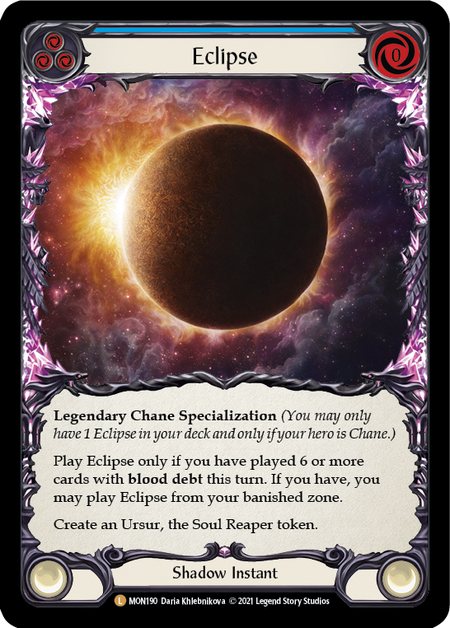 Eclipse
0
Legendary Chane Specialization (You may only
have 1 Eclipse in your deck and only if your hero is Chane.)
Play Eclipse only if you have played 6 or more
cards with blood debt this turn. If you have, you
may play Eclipse from your banished zone.
Create an Ursur, the Soul Reaper token.
Shadow Instant
L MON190 Daria Khlebnikova © 2021 Legend Story Studios